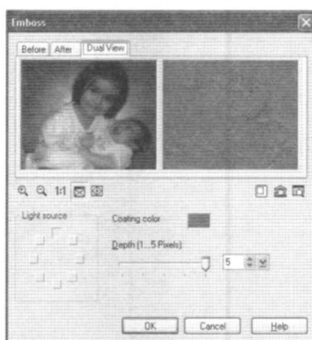 Emboss
Before After Dual View
1:1
Light source
Coating color
Depth (1...5 Pixels)
5
OK Cancel Help